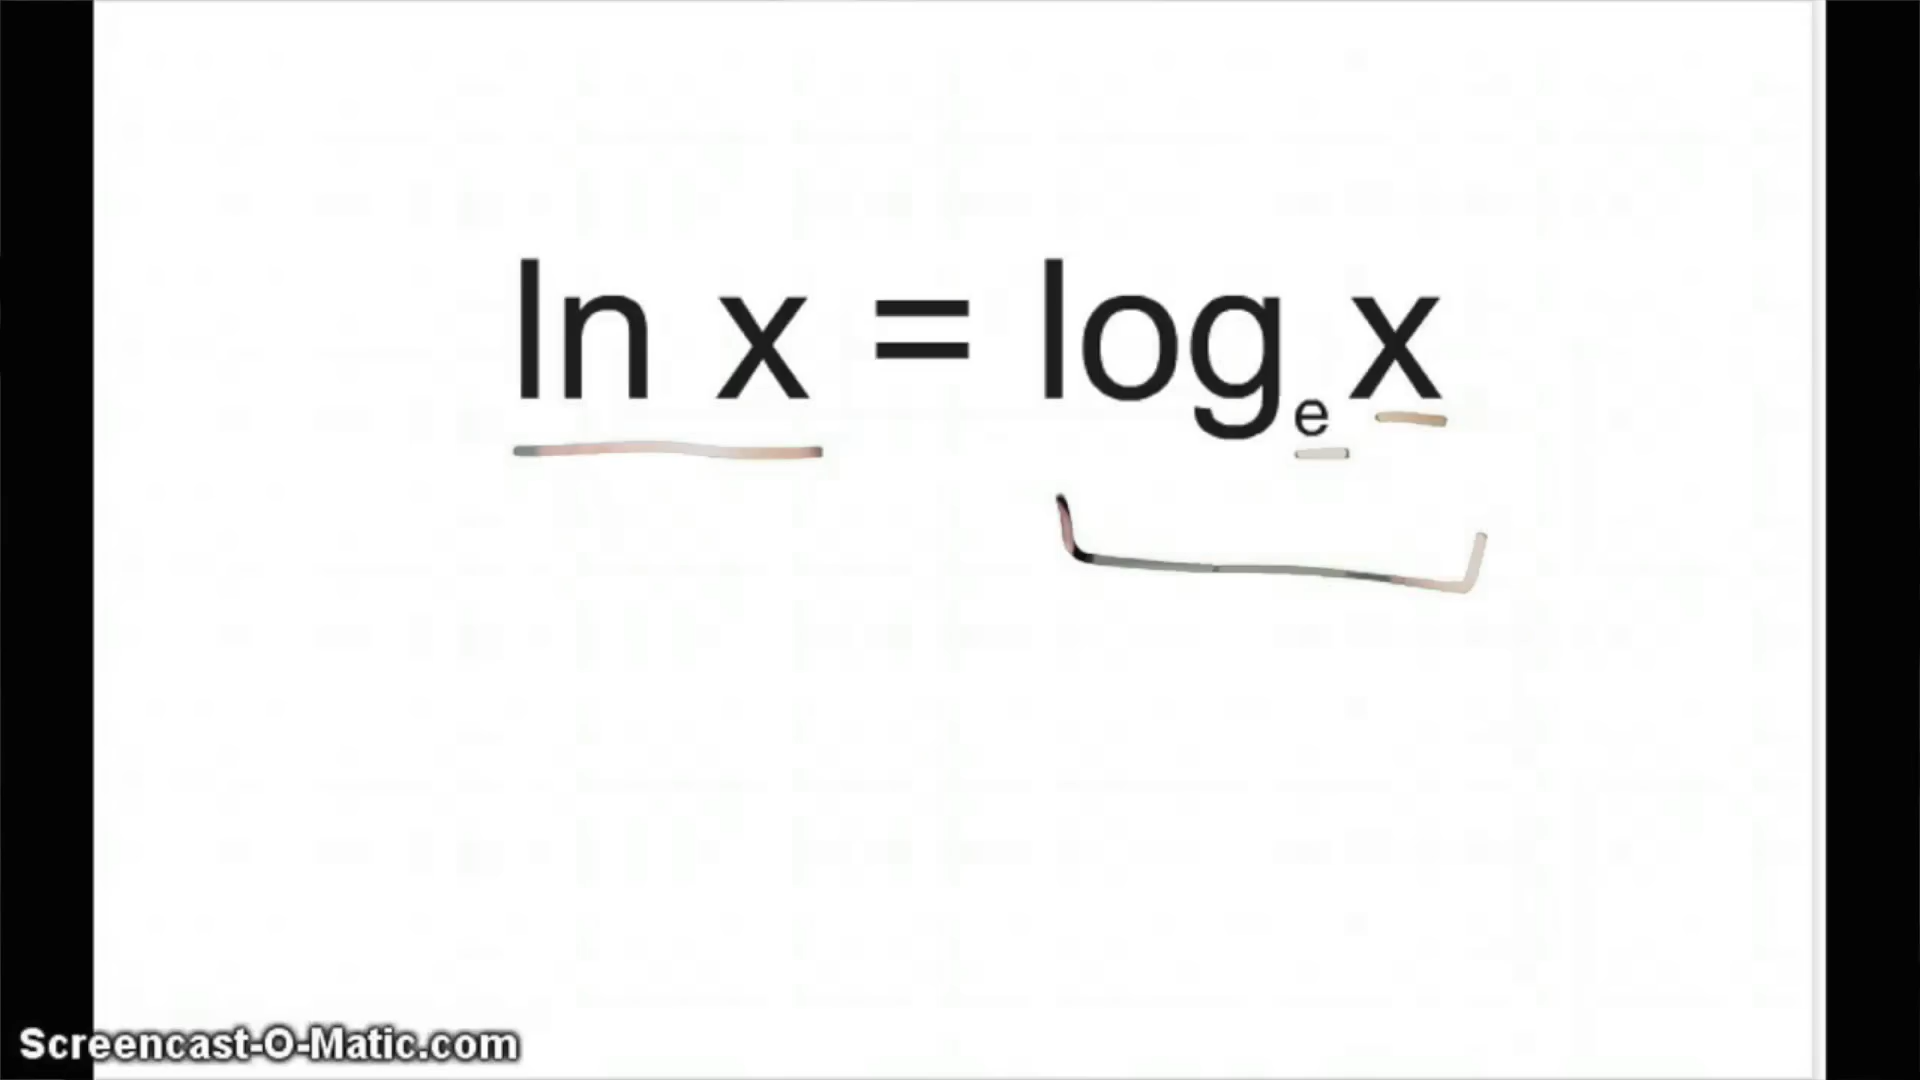 ln x = logₑ x
Screencast-O-Matic.com